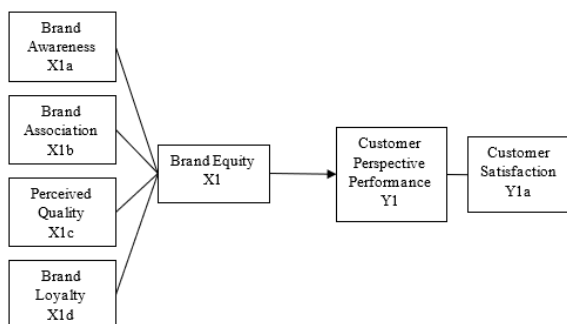 Brand
Awareness
X1a
Brand
Association
X1b
Perceived
Quality
X1c
Brand
Loyalty
X1d
Brand Equity
X1
Customer
Perspective
Performance
Y1
Customer
Satisfaction
Y1a